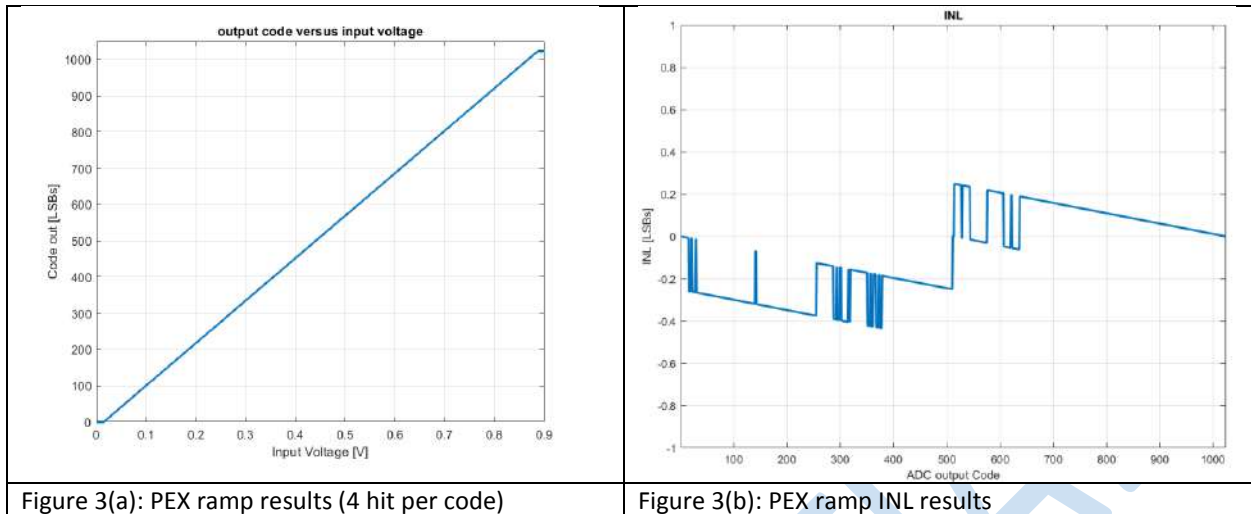 output code versus input voltage
1000
900
800
700
600
500
400
300
200
100
0
Code out [LSBs]
0 0.1 0.2 0.3 0.4 0.5 0.6 0.7 0.8 0.9
Input Voltage [V]
Figure 3(a): PEX ramp results (4 hit per code)
INL
1
0.8
0.6
0.4
0.2
0
-0.2
-0.4
-0.6
-0.8
-1
INL [LSBs]
100 200 300 400 500 600 700 800 900 1000
ADC output Code
Figure 3(b): PEX ramp INL results